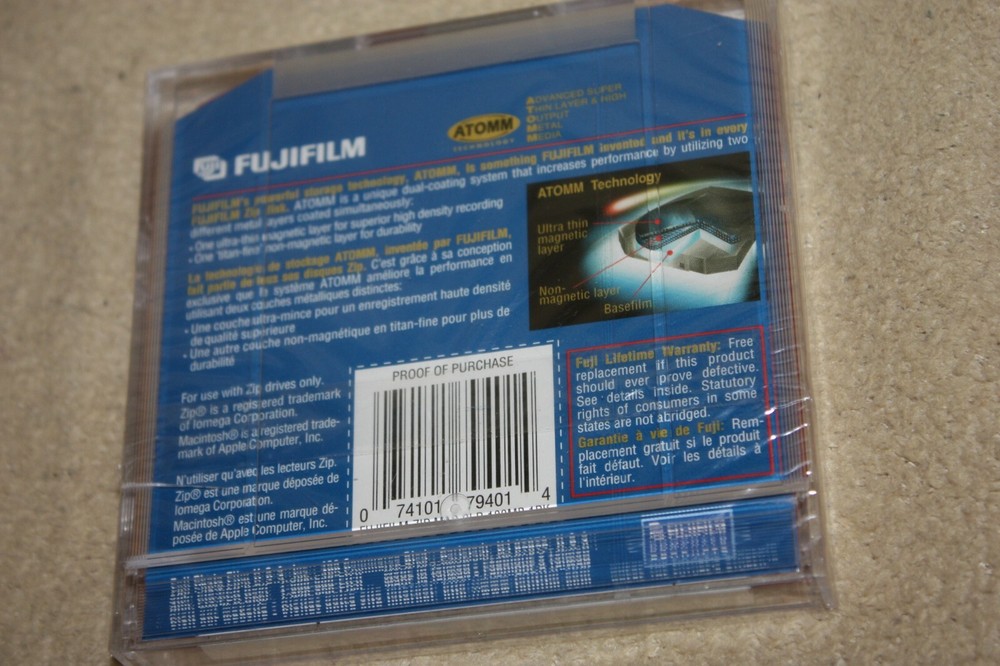 FUJIFILM
ATOMM
TECHNOLOGY
ADVANCED SUPER
THIN LAYER & HIGH
OUTPUT
METAL
MEDIA
FUJIFILM's powerful storage technology, ATOMM, is something FUJIFILM invented and it's in every
FUJIFILM Zip disk. ATOMM is a unique dual-coating system that increases performance by utilizing two
different metal layers coated simultaneously:
- One ultra-thin magnetic layer for superior high density recording
- One titan-fine non-magnetic layer for durability
La technologie de stockage ATOMM, inventée par FUJIFILM,
fait partie de tous ses disques Zip. C'est grâce à sa conception
exclusive que le système ATOMM améliore la performance en
utilisant deux couches métalliques distinctes:
- Une couche ultra-mince pour un enregistrement haute densité
de qualité supérieure
- Une autre couche non-magnétique en titan-fine pour plus de
durabilité
ATOMM Technology
Ultra thin
magnetic
layer
Non-
magnetic layer
Basefilm
For use with Zip drives only.
Zip® is a registered trademark
of Iomega Corporation.
Macintosh® is a registered trade-
mark of Apple Computer, Inc.
N'utiliser qu'avec les lecteurs Zip.
Zip® est une marque déposée de
Iomega Corporation.
Macintosh® est une marque dé-
posée de Apple Computer, Inc.
PROOF OF PURCHASE
0 74101 79401 4
Fuji Lifetime Warranty: Free
replacement if this product
should ever prove defective.
See details inside. Statutory
rights of consumers in some
states are not abridged.
Garantie à vie de Fuji: Rem-
placement gratuit si le produit
fait défaut. Voir les détails à
l'intérieur.
FUJIFILM